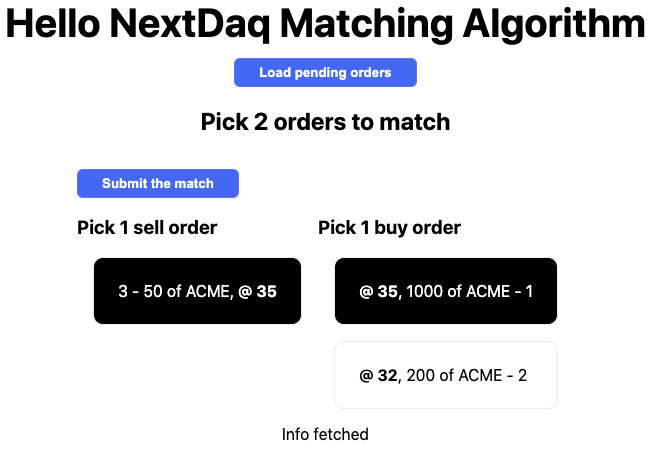 Hello NextDaq Matching Algorithm
Load pending orders
Pick 2 orders to match
Submit the match
Pick 1 sell order
3 - 50 of ACME, @ 35
Pick 1 buy order
@ 35, 1000 of ACME - 1
@ 32, 200 of ACME - 2
Info fetched